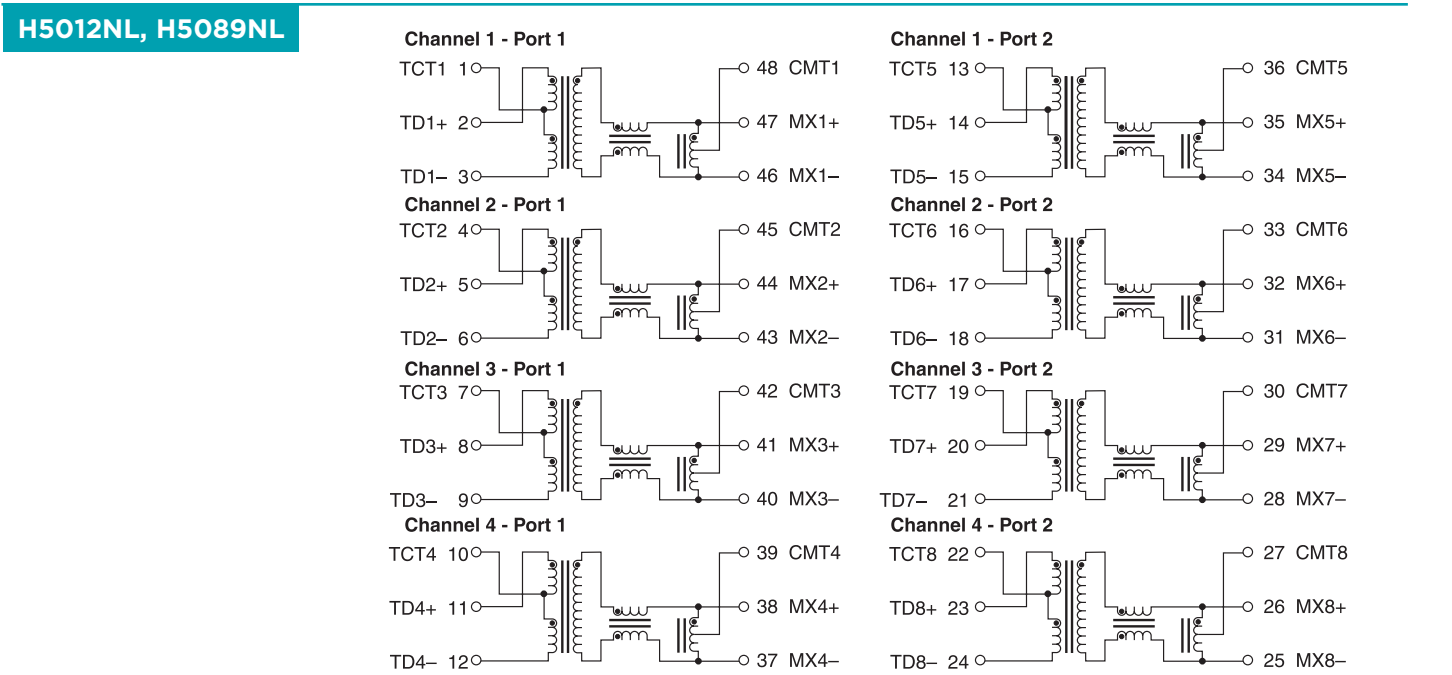 H5012NL, H5089NL
Channel 1 - Port 1
TCT1 1 48 CMT1
TD1+ 2 47 MX1+
TD1– 3 46 MX1–
Channel 2 - Port 1
TCT2 4 45 CMT2
TD2+ 5 44 MX2+
TD2– 6 43 MX2–
Channel 3 - Port 1
TCT3 7 42 CMT3
TD3+ 8 41 MX3+
TD3– 9 40 MX3–
Channel 4 - Port 1
TCT4 10 39 CMT4
TD4+ 11 38 MX4+
TD4– 12 37 MX4–
Channel 1 - Port 2
TCT5 13 36 CMT5
TD5+ 14 35 MX5+
TD5– 15 34 MX5–
Channel 2 - Port 2
TCT6 16 33 CMT6
TD6+ 17 32 MX6+
TD6– 18 31 MX6–
Channel 3 - Port 2
TCT7 19 30 CMT7
TD7+ 20 29 MX7+
TD7– 21 28 MX7–
Channel 4 - Port 2
TCT8 22 27 CMT8
TD8+ 23 26 MX8+
TD8– 24 25 MX8–